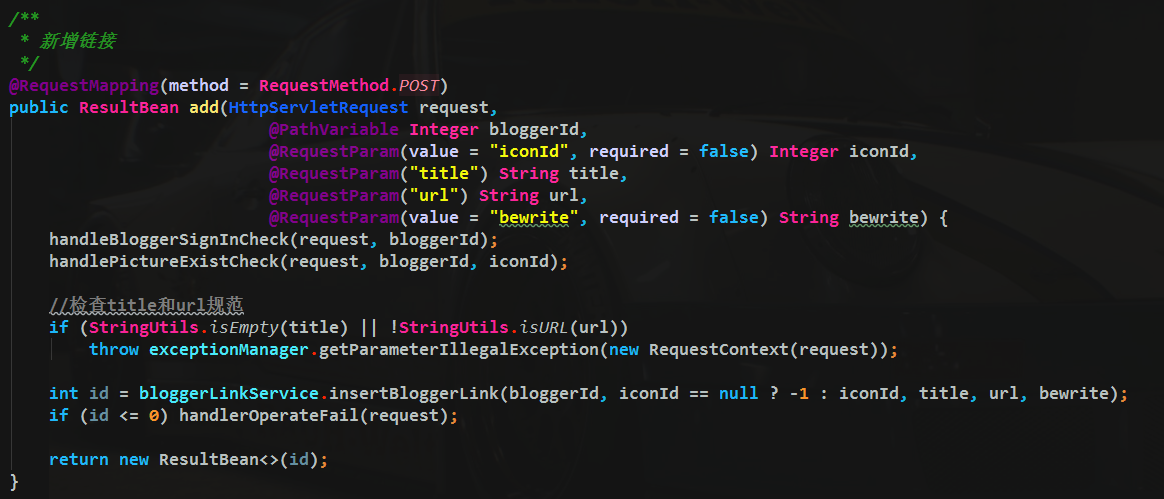 /**
 * 新增链接
 */
@RequestMapping(method = RequestMethod.POST)
public ResultBean add(HttpServletRequest request,
                          @PathVariable Integer bloggerId,
                          @RequestParam(value = "iconId", required = false) Integer iconId,
                          @RequestParam("title") String title,
                          @RequestParam("url") String url,
                          @RequestParam(value = "bewrite", required = false) String bewrite) {
    handleBloggerSignInCheck(request, bloggerId);
    handlePictureExistCheck(request, bloggerId, iconId);

    //检查title和url规范
    if (StringUtils.isEmpty(title) || !StringUtils.isURL(url))
        throw exceptionManager.getParameterIllegalException(new RequestContext(request));

    int id = bloggerLinkService.insertBloggerLink(bloggerId, iconId == null ? -1 : iconId, title, url, bewrite);
    if (id <= 0) handlerOperateFail(request);

    return new ResultBean<>(id);
}